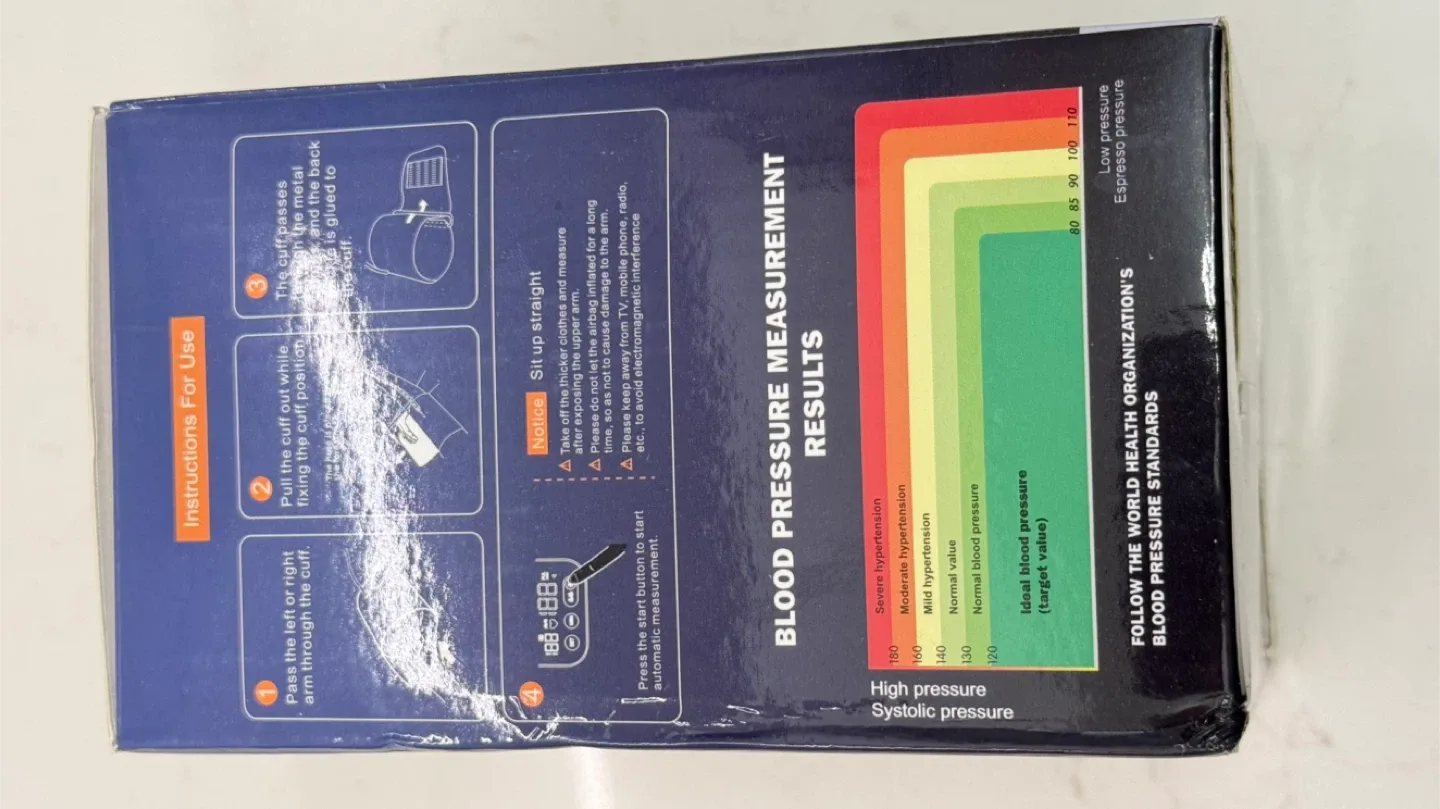 Instructions For Use
1
Pass the left or right
arm through the cuff.
2
Pull the cuff out while
fixing the cuff position
3
The cuff passes
through the metal
and the back
is glued to
the cuff.
4
Press the start button to start
automatic measurement.
Notice Sit up straight
Take off the thicker clothes and measure
after exposing the upper arm.
Please do not let the airbag inflated for a long
time, so as not to cause damage to the arm.
Please keep away from TV, mobile phone, radio,
etc., to avoid electromagnetic interference
BLOOD PRESSURE MEASUREMENT
RESULTS
Severe hypertension
Moderate hypertension
Mild hypertension
Normal value
Normal blood pressure
Ideal blood pressure
(target value)
180
160
140
130
120
80 85 90 100 110
High pressure
Systolic pressure
Low pressure
Espresso pressure
FOLLOW THE WORLD HEALTH ORGANIZATION'S
BLOOD PRESSURE STANDARDS